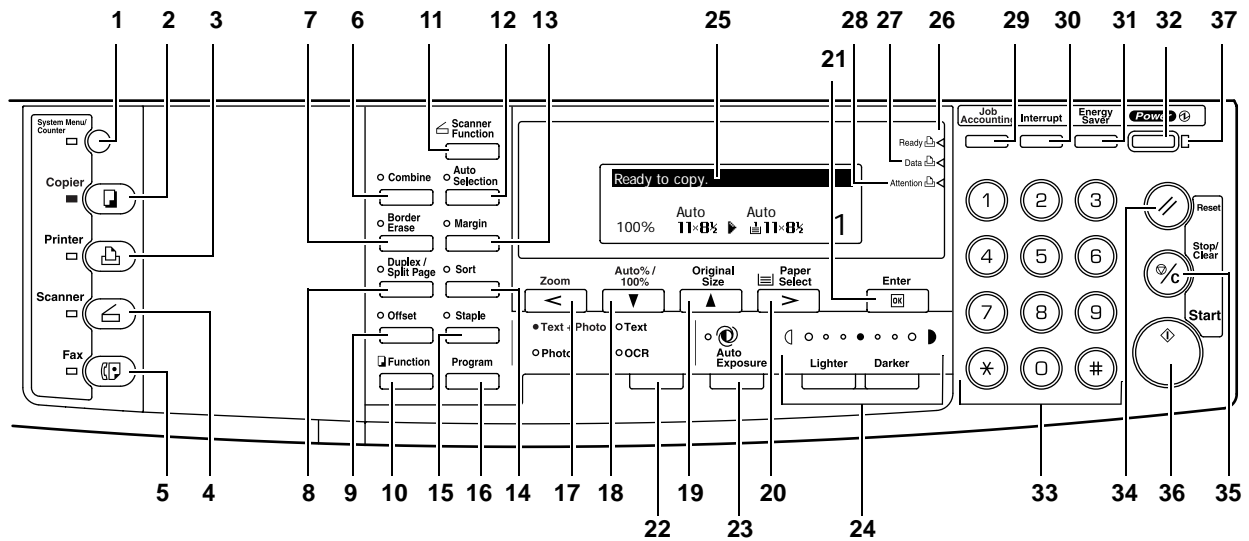 1 2 3 6 7 11 12 13 25 21 28 27 26 29 30 31 32 37
System Menu/
Counter
Copier
Printer
Scanner
Fax
Scanner
Function
Combine
Auto
Selection
Border
Erase
Margin
Duplex /
Split Page
Sort
Offset
Staple
Function
Program
Ready
Data
Attention
Ready to copy.
100%
Auto
11×8½
Auto
11×8½
1
Zoom
Auto% /
100%
Original
Size
Paper
Select
Enter
<
▼
▲
>
OK
Text + Photo
Text
Photo
OCR
Auto
Exposure
Lighter
Darker
Job
Accounting
Interrupt
Energy
Saver
Power
1 2 3
4 5 6
7 8 9
* 0 #
Reset
Stop/
Clear
/C
Start
5 4 8 9 10 15 16 14 17 18 19 20 33 34 36 35
22 23 24